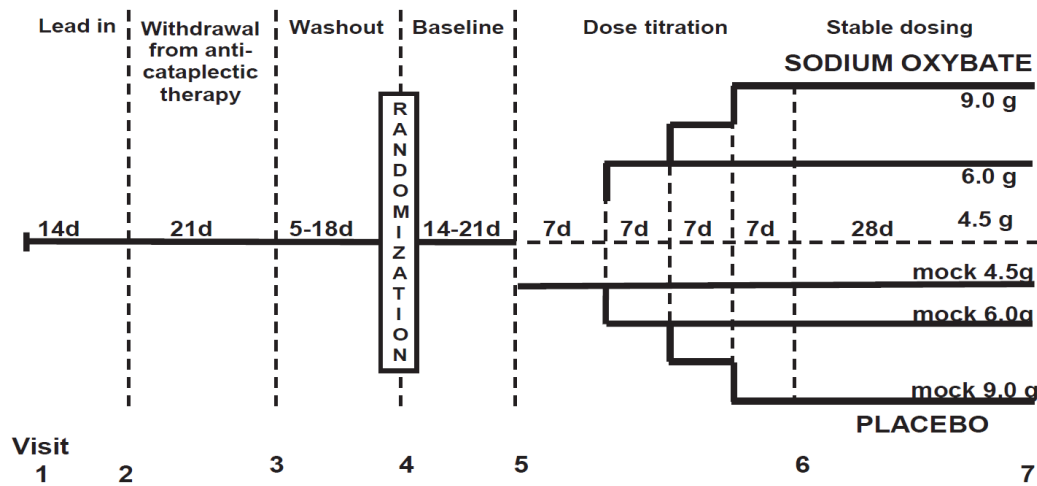 Lead in
Withdrawal
from anti-
cataplectic
therapy
Washout
Baseline
Dose titration
Stable dosing
SODIUM OXYBATE
9.0 g
6.0 g
14d
21d
5-18d
RANDOMIZATION
14-21d
7d
7d
7d
7d
28d
4.5 g
mock 4.5g
mock 6.0g
mock 9.0 g
PLACEBO
Visit
1
2
3
4
5
6
7